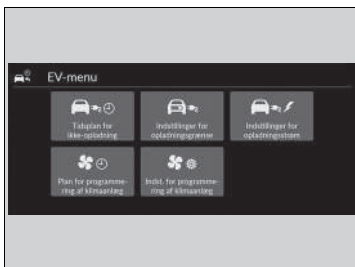 EV-menu
Tidsplan for
ikke-opladning
Indstillinger for
opladningsgrænse
Indstillinger for
opladningsstrøm
Plan for programme-
ring af klimaanlæg
Indst. for programme-
ring af klimaanlæg